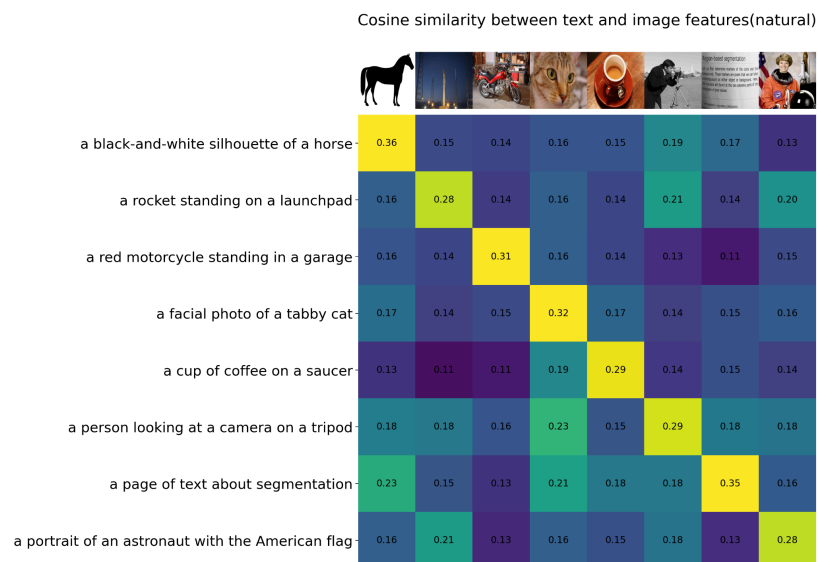 Cosine similarity between text and image features(natural)
egion-based segmentation
a black-and-white silhouette of a horse 0.36 0.15 0.14 0.16 0.15 0.19 0.17 0.13
a rocket standing on a launchpad 0.16 0.28 0.14 0.16 0.14 0.21 0.14 0.20
a red motorcycle standing in a garage 0.16 0.14 0.31 0.16 0.14 0.13 0.11 0.15
a facial photo of a tabby cat 0.17 0.14 0.15 0.32 0.17 0.14 0.15 0.16
a cup of coffee on a saucer 0.13 0.11 0.11 0.19 0.29 0.14 0.15 0.14
a person looking at a camera on a tripod 0.18 0.18 0.16 0.23 0.15 0.29 0.18 0.18
a page of text about segmentation 0.23 0.15 0.13 0.21 0.18 0.18 0.35 0.16
a portrait of an astronaut with the American flag 0.16 0.21 0.13 0.16 0.15 0.18 0.13 0.28